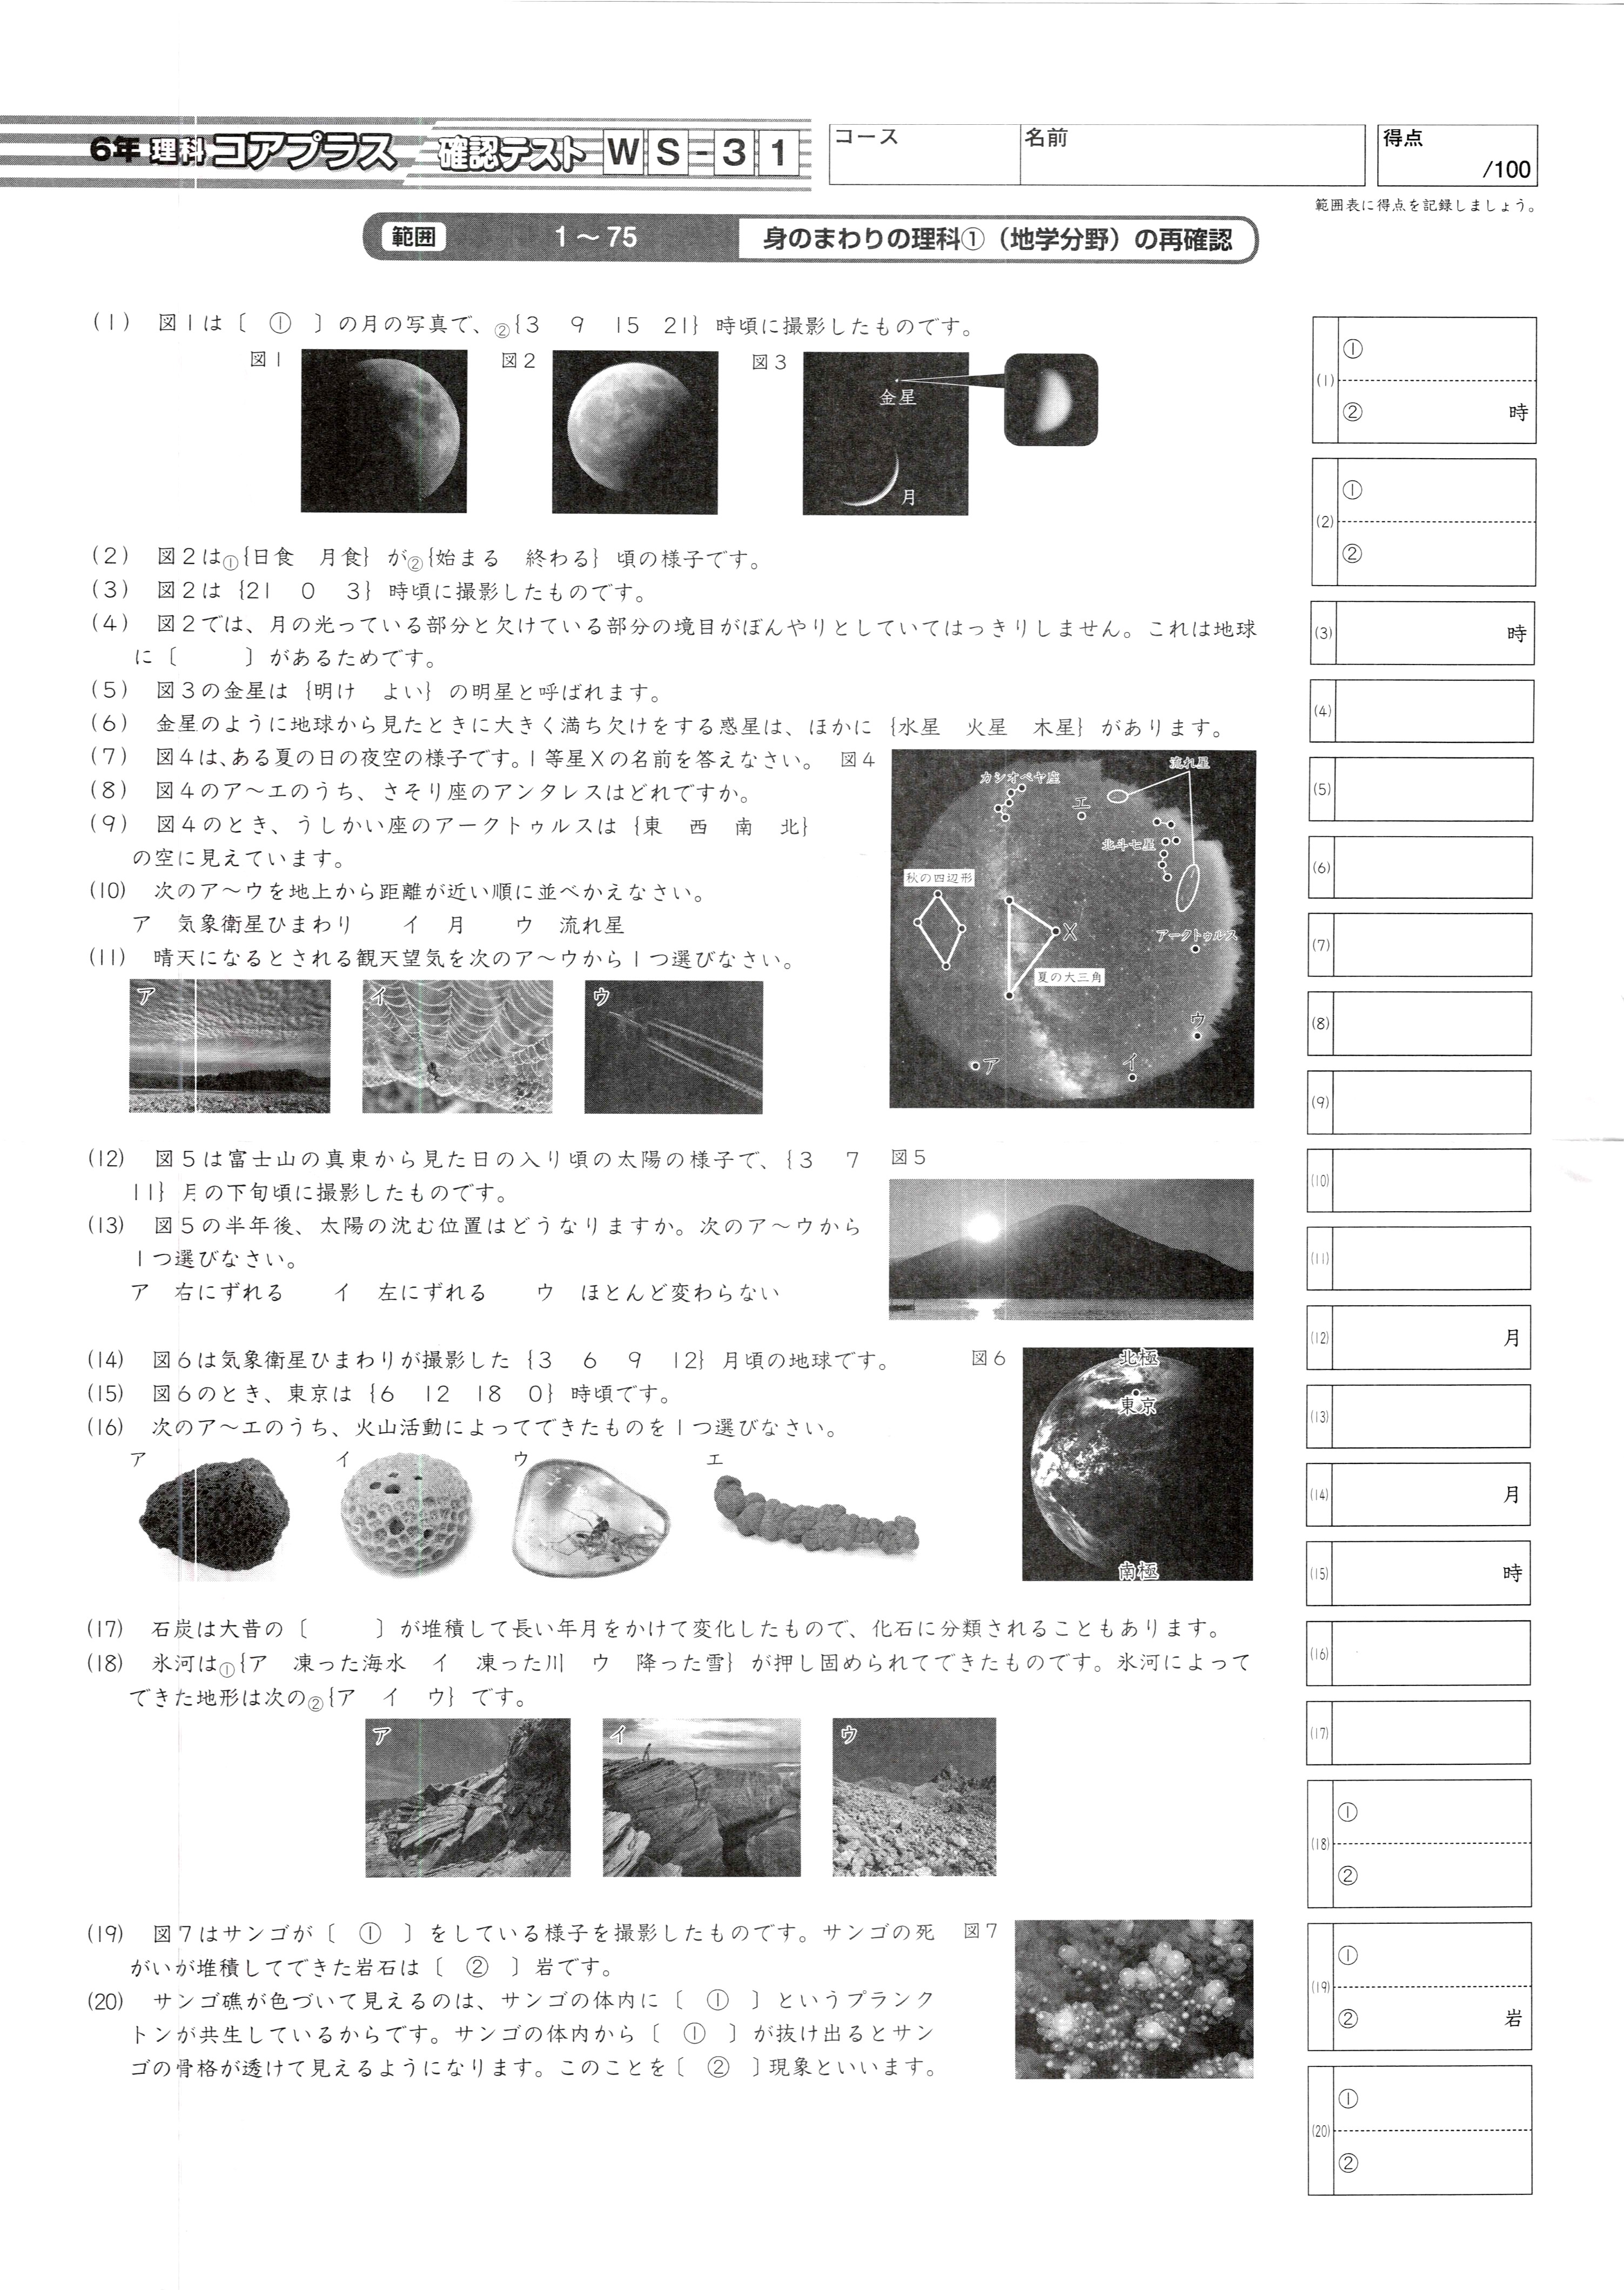 6年 理科 コアプラス 確認テスト WS-31
コース 名前 得点 /100
範囲表に得点を記録しましょう。
範囲 1～75 身のまわりの理科①（地学分野）の再確認
(1) 図1は〔 ① 〕の月の写真で、②{3 9 15 21} 時頃に撮影したものです。
図1 図2 図3
金星
月
(2) 図2は①{日食 月食} が②{始まる 終わる} 頃の様子です。
(3) 図2は {21 0 3} 時頃に撮影したものです。
(4) 図2では、月の光っている部分と欠けている部分の境目がぼんやりとしていてはっきりしません。これは地球
に〔 〕があるためです。
(5) 図3の金星は {明け よい} の明星と呼ばれます。
(6) 金星のように地球から見たときに大きく満ち欠けをする惑星は、ほかに {水星 火星 木星} があります。
(7) 図4は、ある夏の日の夜空の様子です。1等星Xの名前を答えなさい。 図4
(8) 図4のア～エのうち、さそり座のアンタレスはどれですか。
(9) 図4のとき、うしかい座のアークトゥルスは {東 西 南 北}
の空に見えています。
(10) 次のア～ウを地上から距離が近い順に並べかえなさい。
ア 気象衛星ひまわり イ 月 ウ 流れ星
(11) 晴天になるとされる観天望気を次のア～ウから1つ選びなさい。
ア イ ウ
流れ星
カシオペヤ座
エ
北斗七星
秋の四辺形
X
アークトゥルス
夏の大三角
ウ
ア イ
(12) 図5は富士山の真東から見た日の入り頃の太陽の様子で、{3 7 図5
11} 月の下旬頃に撮影したものです。
(13) 図5の半年後、太陽の沈む位置はどうなりますか。次のア～ウから
1つ選びなさい。
ア 右にずれる イ 左にずれる ウ ほとんど変わらない
(14) 図6は気象衛星ひまわりが撮影した {3 6 9 12} 月頃の地球です。 図6
(15) 図6のとき、東京は {6 12 18 0} 時頃です。
(16) 次のア～エのうち、火山活動によってできたものを1つ選びなさい。
ア イ ウ エ
北極
東京
南極
(17) 石炭は大昔の〔 〕が堆積して長い年月をかけて変化したもので、化石に分類されることもあります。
(18) 氷河は①{ア 凍った海水 イ 凍った川 ウ 降った雪} が押し固められてできたものです。氷河によって
できた地形は次の②{ア イ ウ} です。
ア イ ウ
(19) 図7はサンゴが〔 ① 〕をしている様子を撮影したものです。サンゴの死 図7
がいが堆積してできた岩石は〔 ② 〕岩です。
(20) サンゴ礁が色づいて見えるのは、サンゴの体内に〔 ① 〕というプランク
トンが共生しているからです。サンゴの体内から〔 ① 〕が抜け出るとサン
ゴの骨格が透けて見えるようになります。このことを〔 ② 〕現象といいます。
(1) ①
② 時
(2) ①
②
(3) 時
(4)
(5)
(6)
(7)
(8)
(9)
(10)
(11)
(12) 月
(13)
(14) 月
(15) 時
(16)
(17)
(18) ①
②
(19) ①
② 岩
(20) ①
②